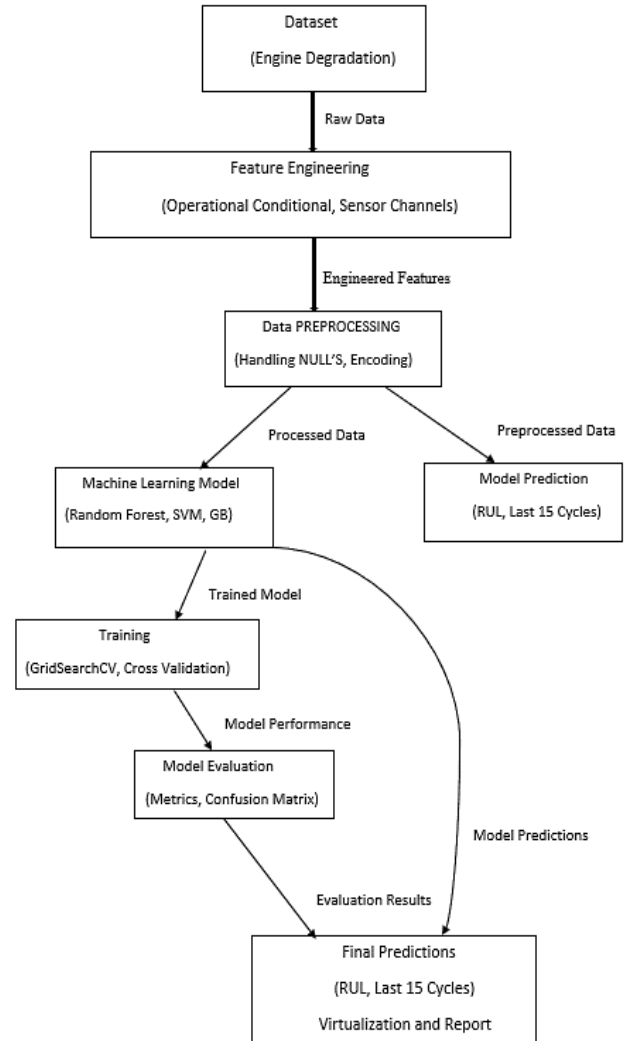 Dataset
(Engine Degradation)
Raw Data
Feature Engineering
(Operational Conditional, Sensor Channels)
Engineered Features
Data PREPROCESSING
(Handling NULL'S, Encoding)
Processed Data
Preprocessed Data
Machine Learning Model
(Random Forest, SVM, GB)
Model Prediction
(RUL, Last 15 Cycles)
Trained Model
Training
(GridSearchCV, Cross Validation)
Model Performance
Model Evaluation
(Metrics, Confusion Matrix)
Model Predictions
Evaluation Results
Final Predictions
(RUL, Last 15 Cycles)
Virtualization and Report